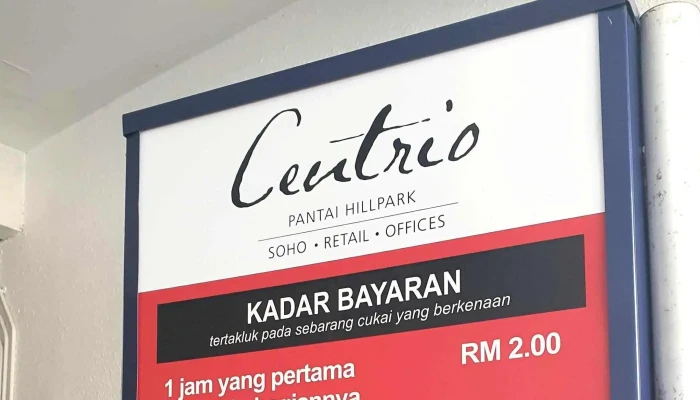 Centrio
PANTAI HILLPARK
SOHO • RETAIL • OFFICES
KADAR BAYARAN
tertakluk pada sebarang cukai yang berkenaan
1 jam yang pertama
RM 2.00